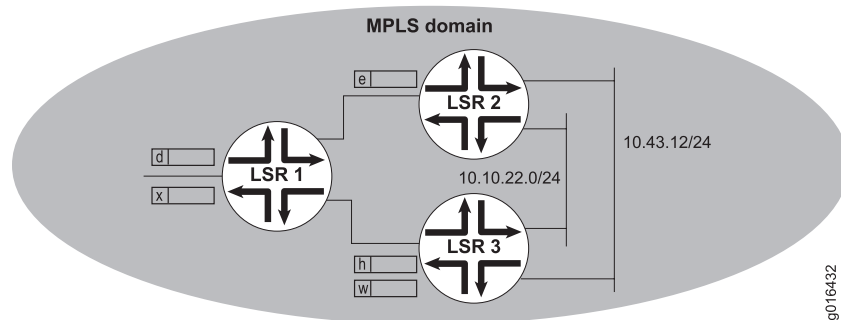 MPLS domain
e
LSR 2
d
10.43.12/24
LSR 1
x
10.10.22.0/24
LSR 3
h
w
g016432